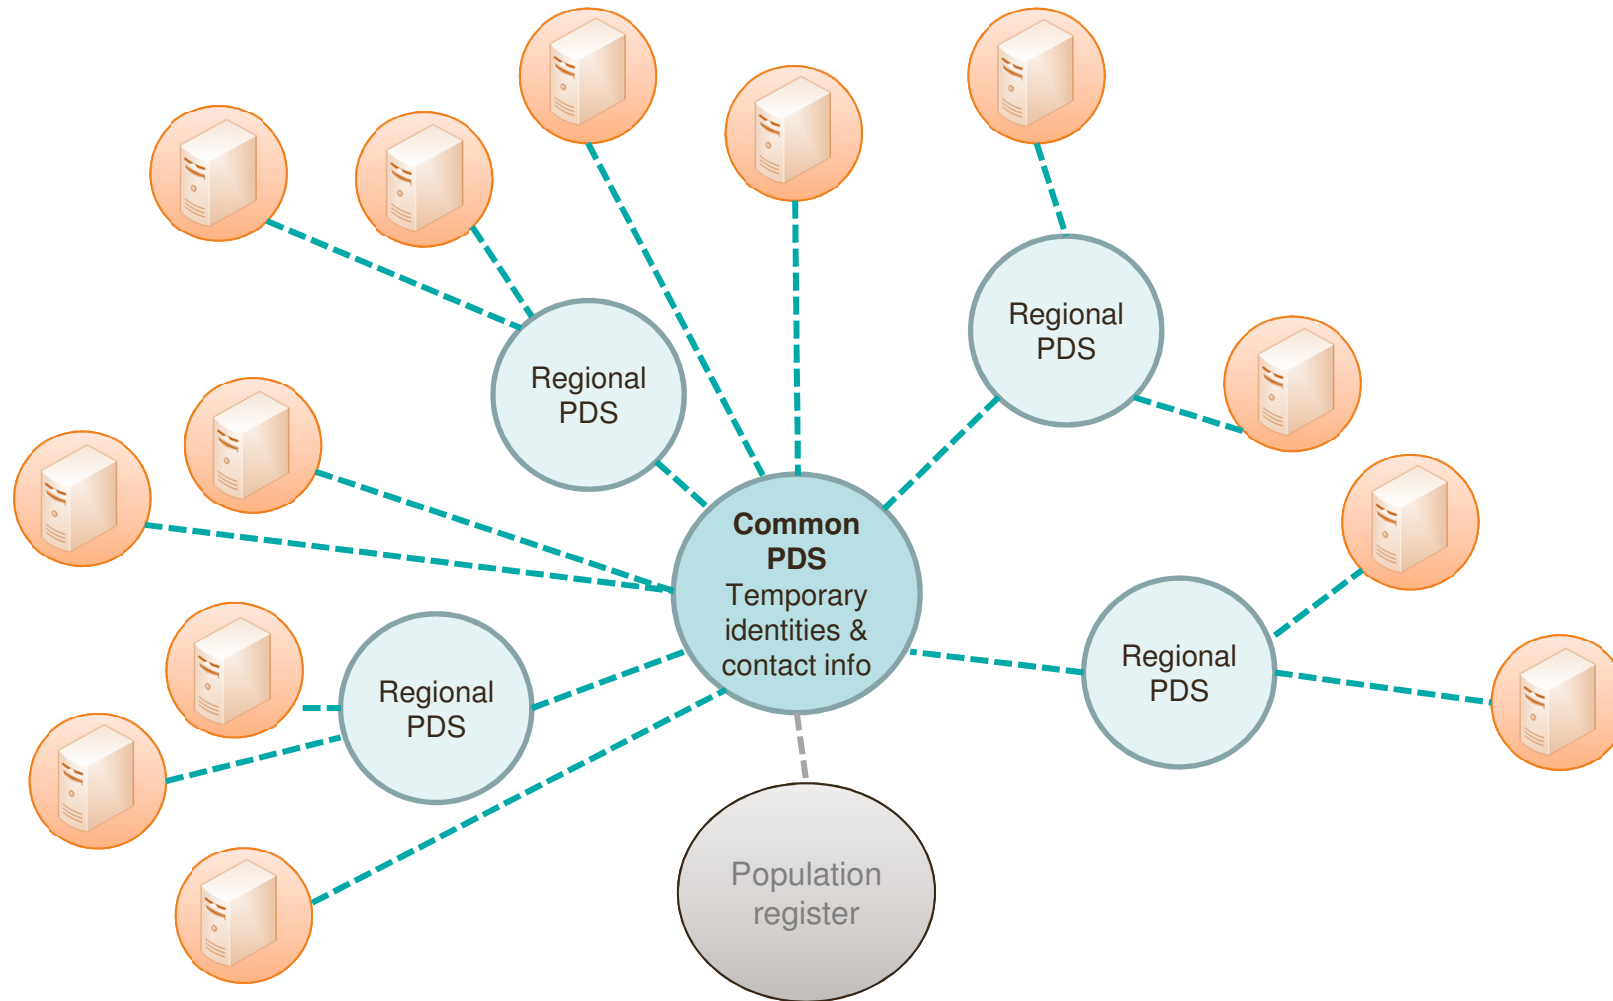 Regional
PDS
Regional
PDS
Common
PDS
Temporary
identities &
contact info
Regional
PDS
Regional
PDS
Population
register